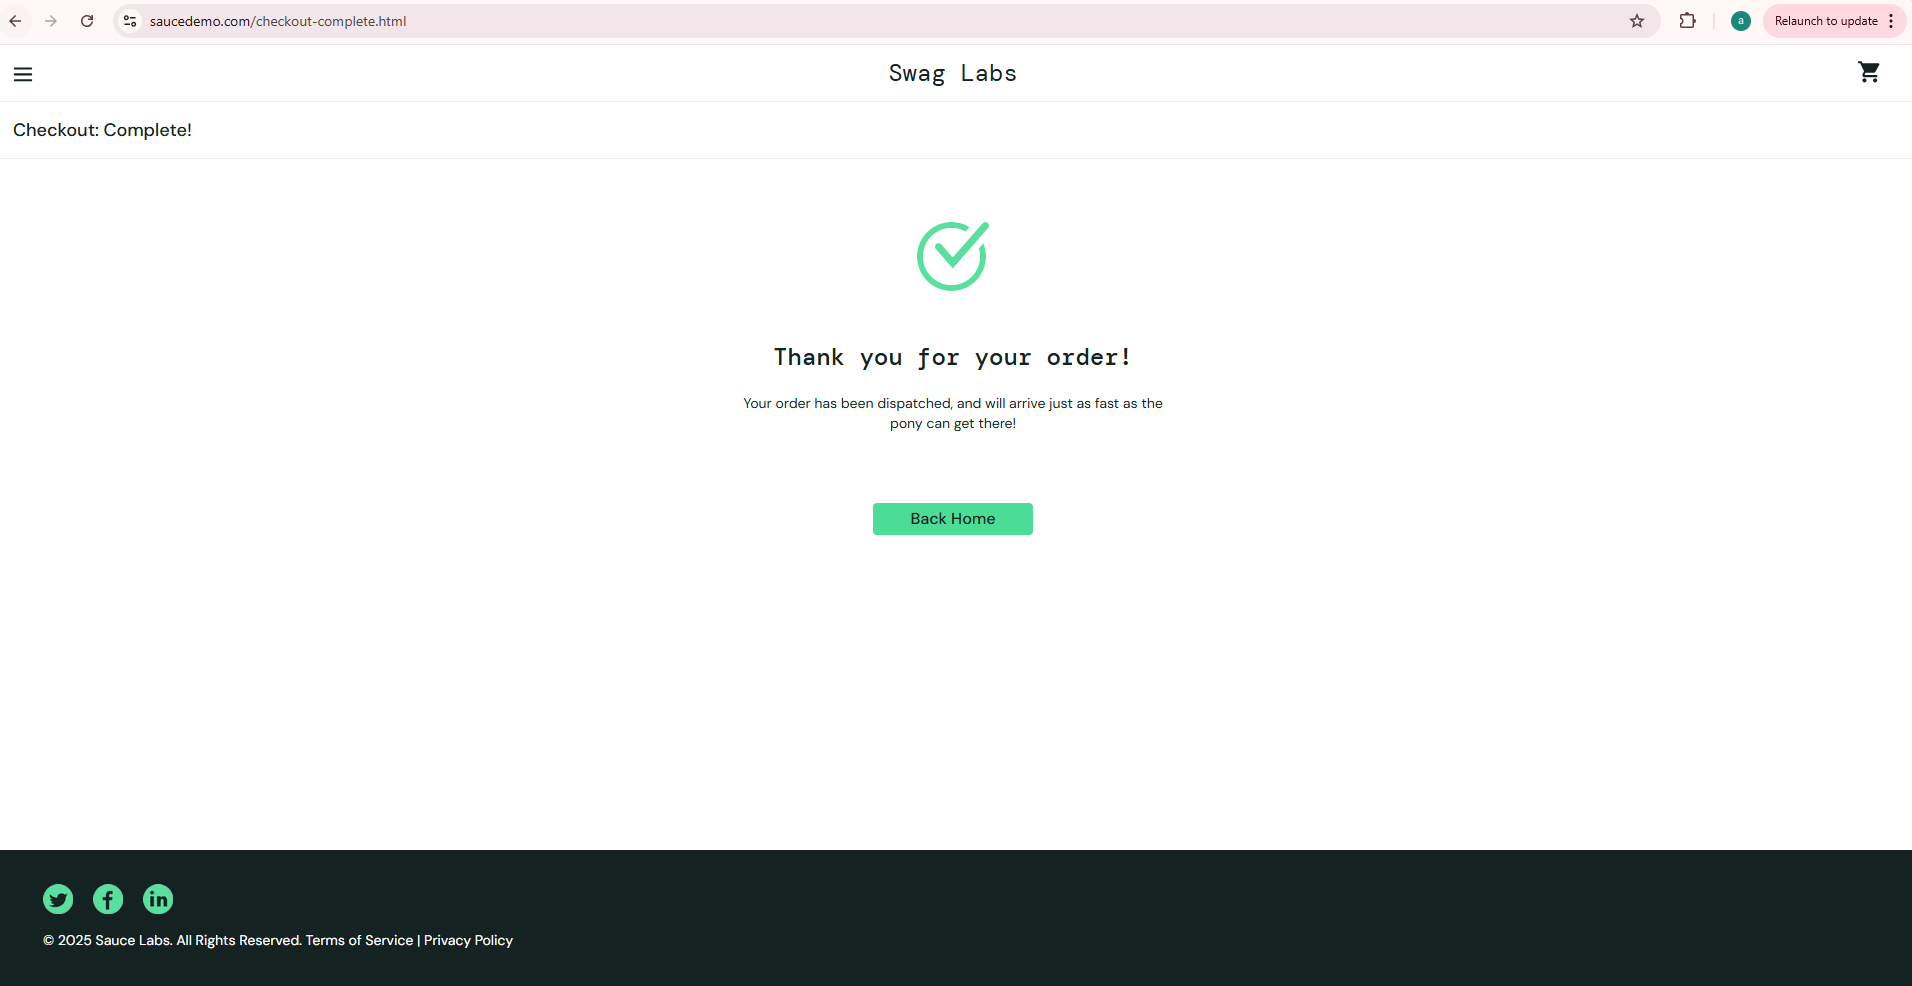 saucedemo.com/checkout-complete.html
a
Relaunch to update
Swag Labs
Checkout: Complete!
Thank you for your order!
Your order has been dispatched, and will arrive just as fast as the
pony can get there!
Back Home
© 2025 Sauce Labs. All Rights Reserved. Terms of Service | Privacy Policy